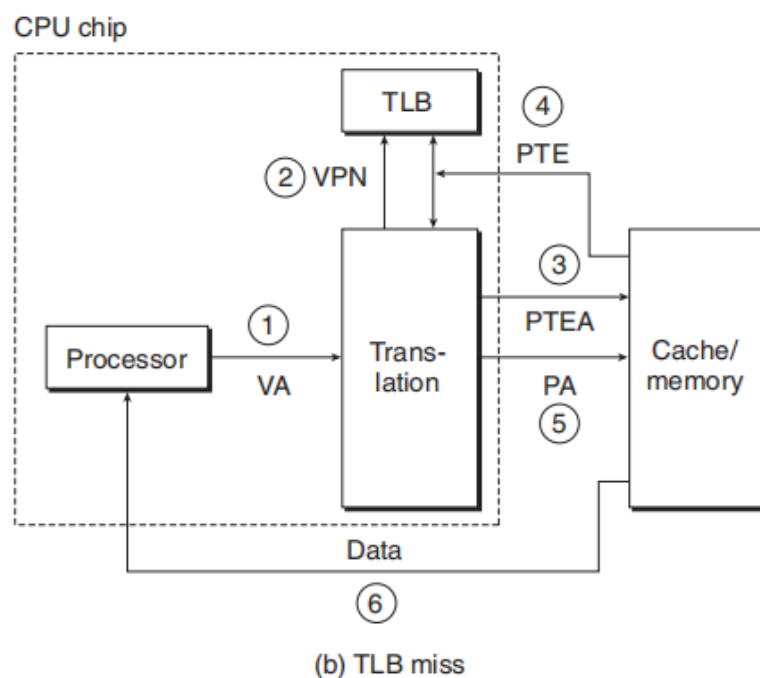 CPU chip
TLB
4
PTE
2 VPN
3
1
PTEA
Processor
Trans-
lation
Cache/
memory
VA
PA
5
Data
6
(b) TLB miss